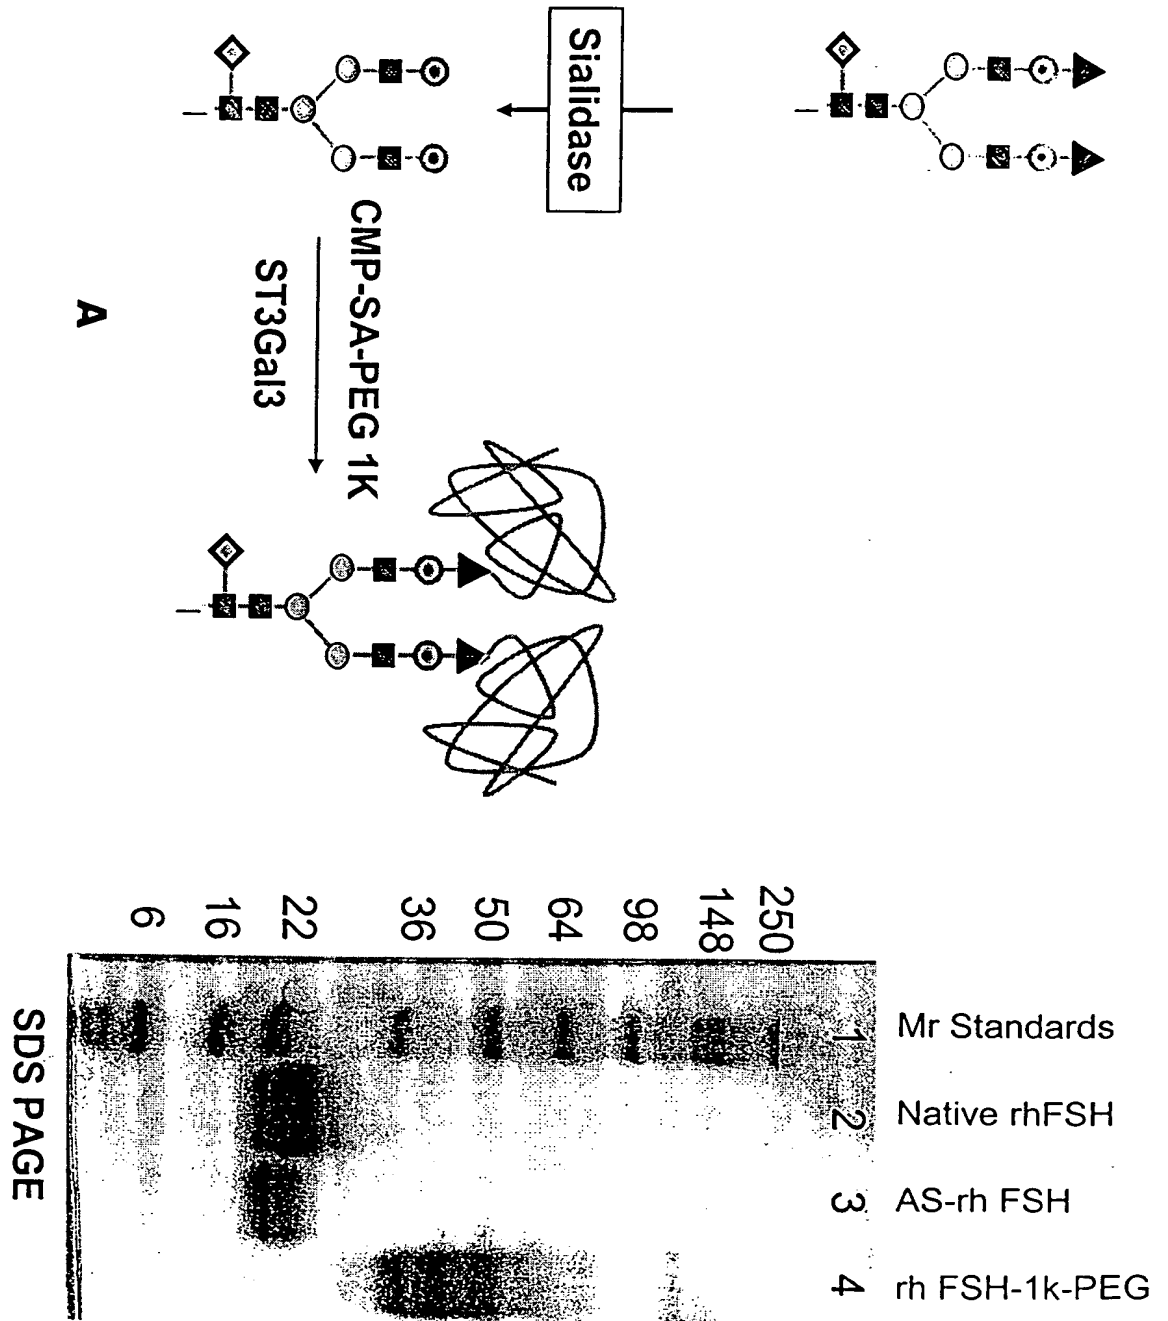 Sialidase
CMP-SA-PEG 1K
ST3Gal3
A
250
148
98
64
50
36
22
16
6
1 Mr Standards
2 Native rhFSH
3 AS-rh FSH
4 rh FSH-1k-PEG
SDS PAGE